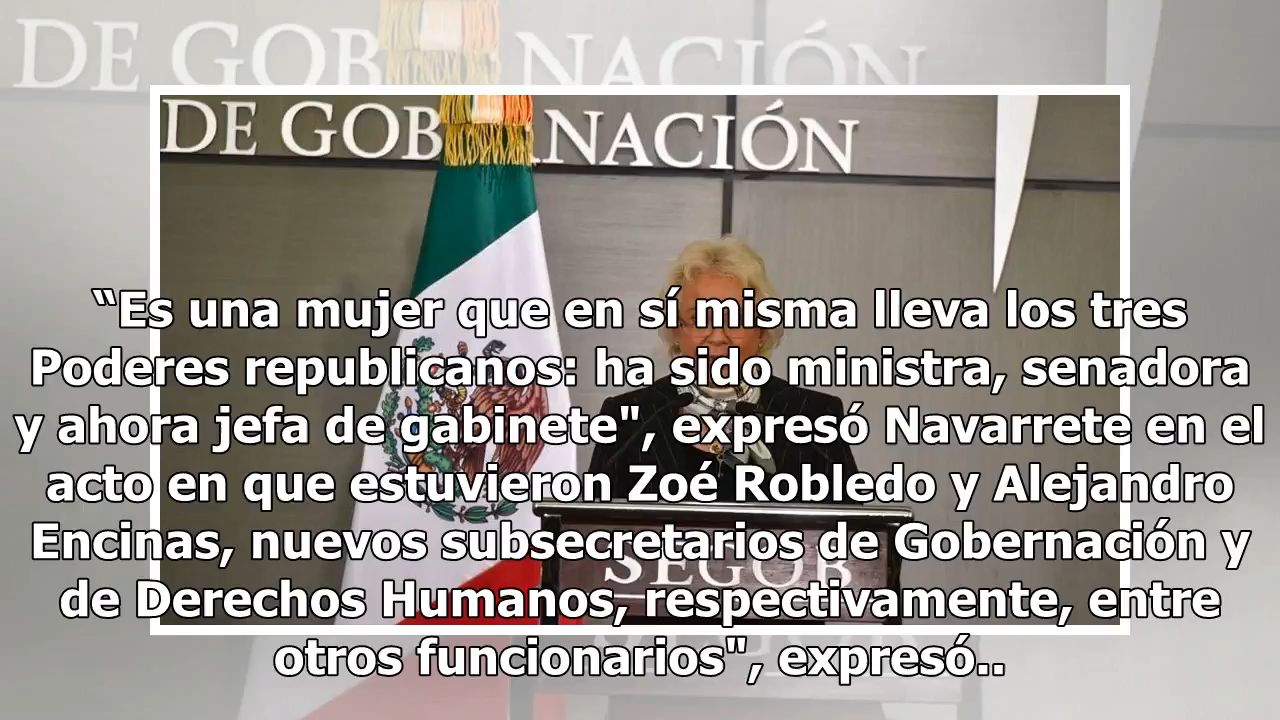 DE GOBERNACIÓN
DE GOBERNACIÓN
“Es una mujer que en sí misma lleva los tres
Poderes republicanos: ha sido ministra, senadora
y ahora jefa de gabinete", expresó Navarrete en el
acto en que estuvieron Zoé Robledo y Alejandro
Encinas, nuevos subsecretarios de Gobernación y
SEGOB
de Derechos Humanos, respectivamente, entre
otros funcionarios", expresó..